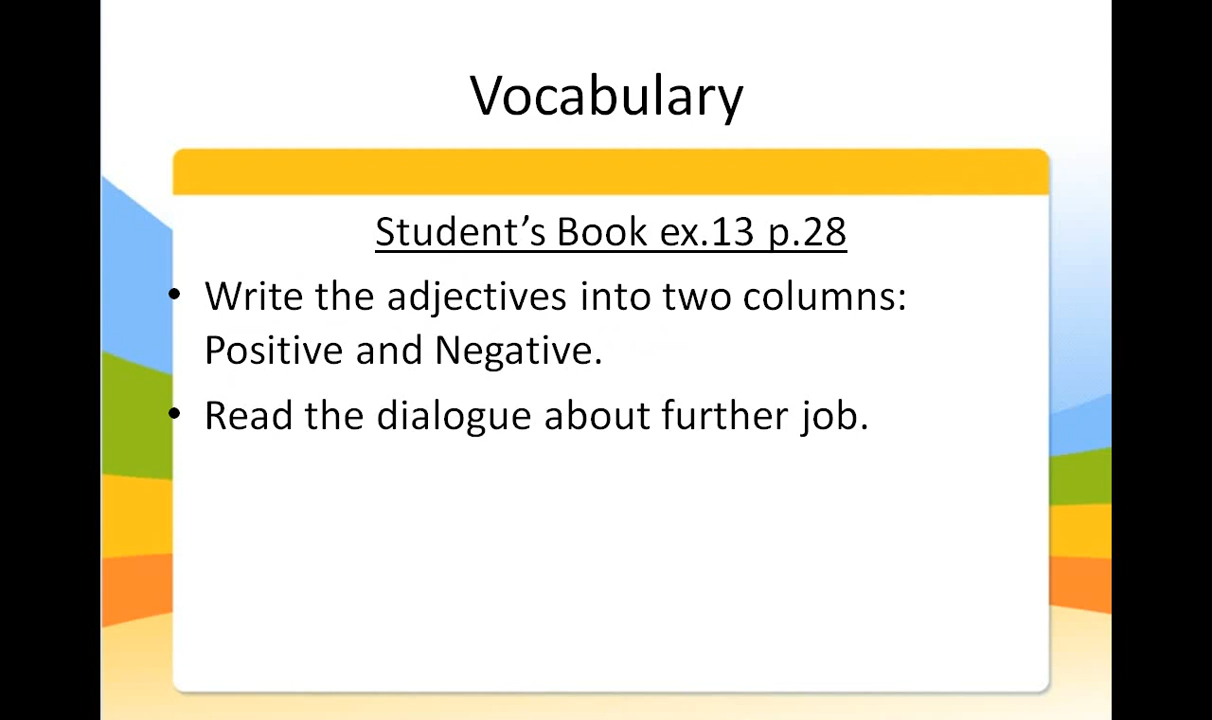 Vocabulary
Student’s Book ex.13 p.28
• Write the adjectives into two columns:
Positive and Negative.
• Read the dialogue about further job.